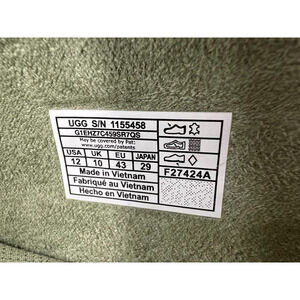 UGG S/N 1155458
G1EHZ7C459SR7QS
May be covered by Pat:
www.ugg.com/patents
USA UK EU JAPAN
12 10 43 29
Made in Vietnam
Fabriqué au Vietnam
Hecho en Vietnam
F27424A